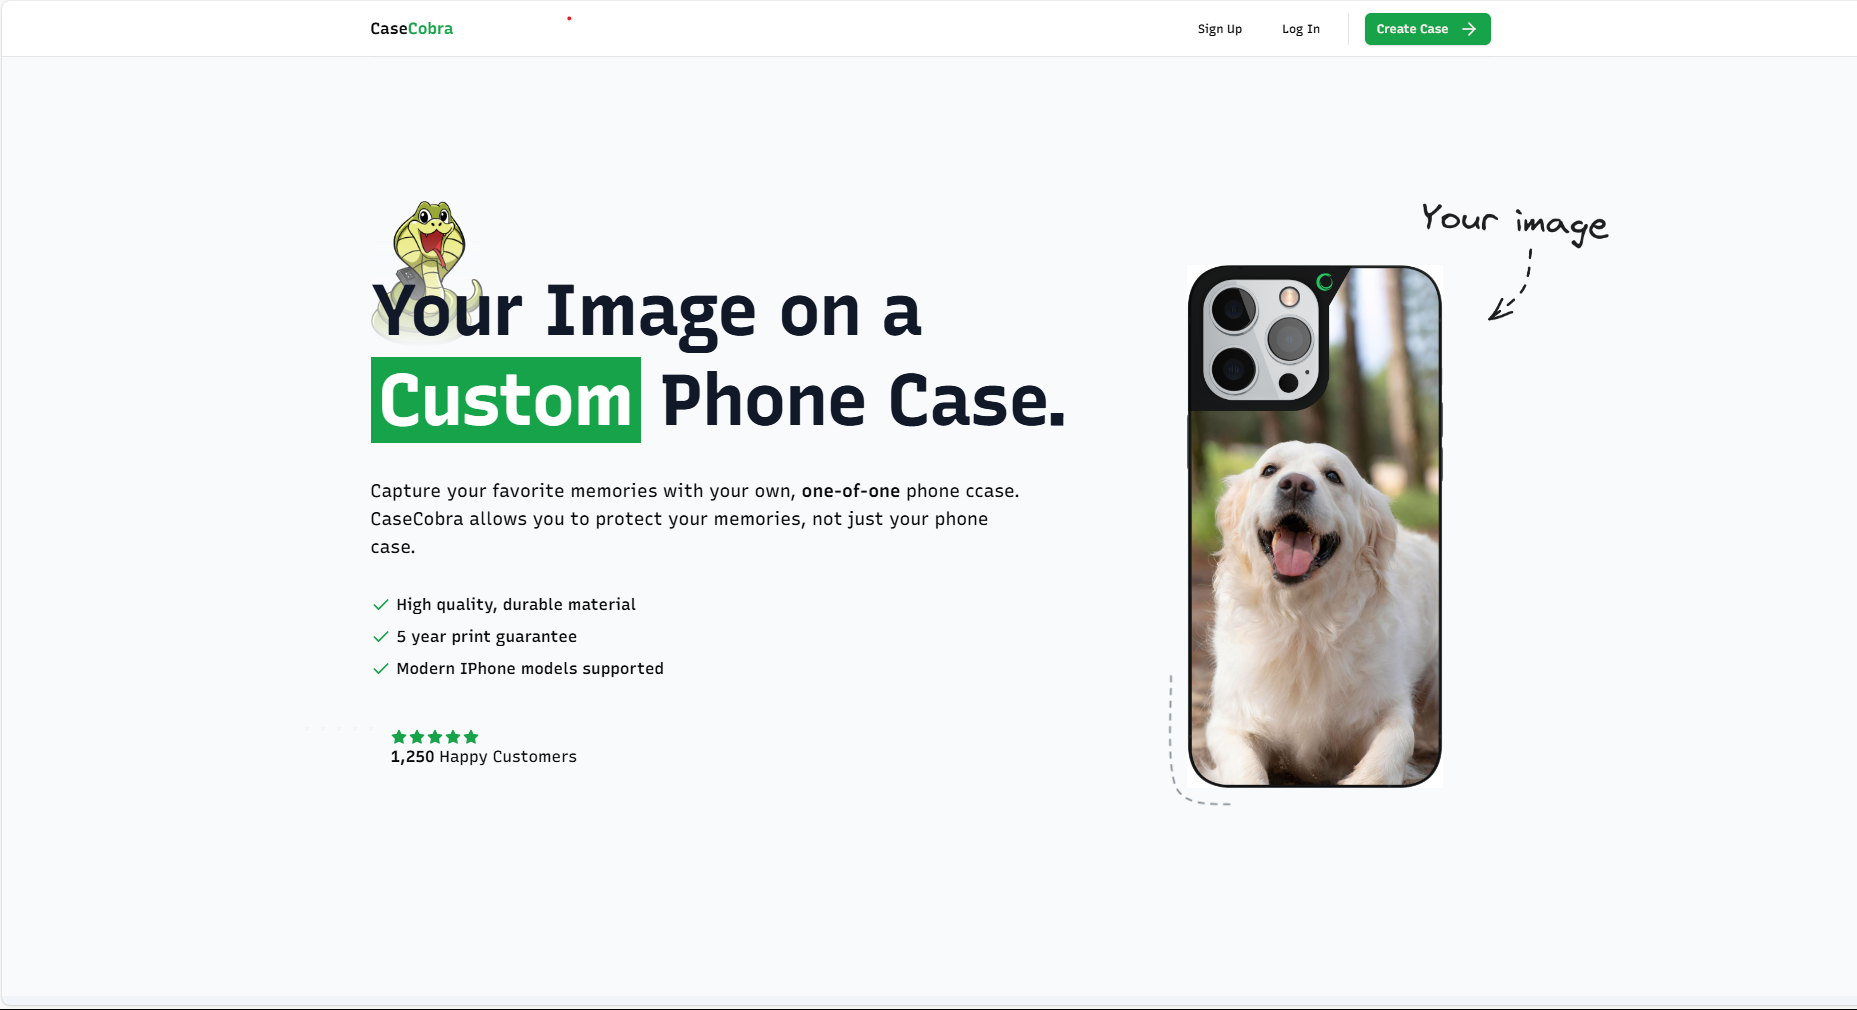 CaseCobra
Sign Up
Log In
Create Case
Your image
Your Image on a
Custom Phone Case.
Capture your favorite memories with your own, one-of-one phone ccase.
CaseCobra allows you to protect your memories, not just your phone
case.
High quality, durable material
5 year print guarantee
Modern IPhone models supported
1,250 Happy Customers